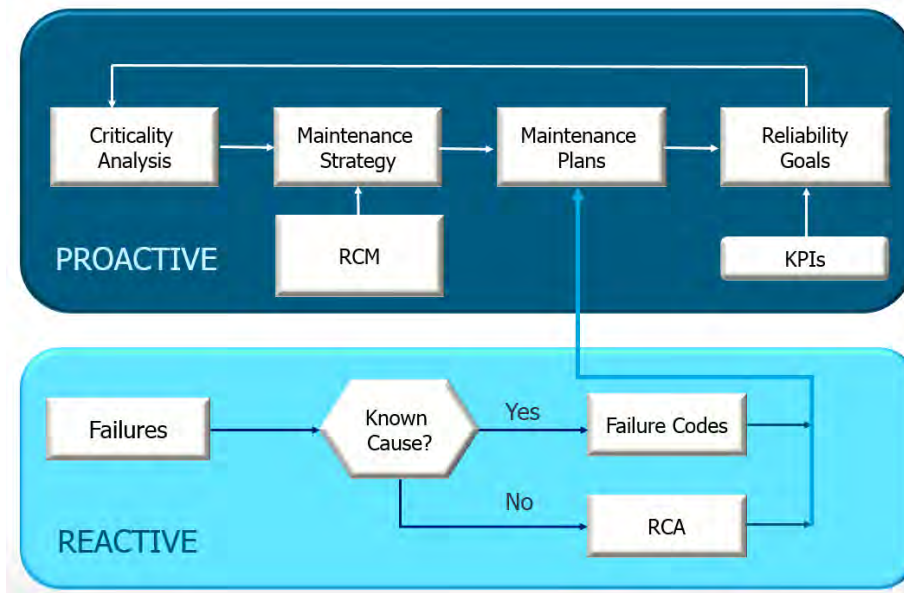 Criticality
Analysis
Maintenance
Strategy
Maintenance
Plans
Reliability
Goals
RCM
KPIs
PROACTIVE
Failures
Known
Cause?
Yes
Failure Codes
No
RCA
REACTIVE